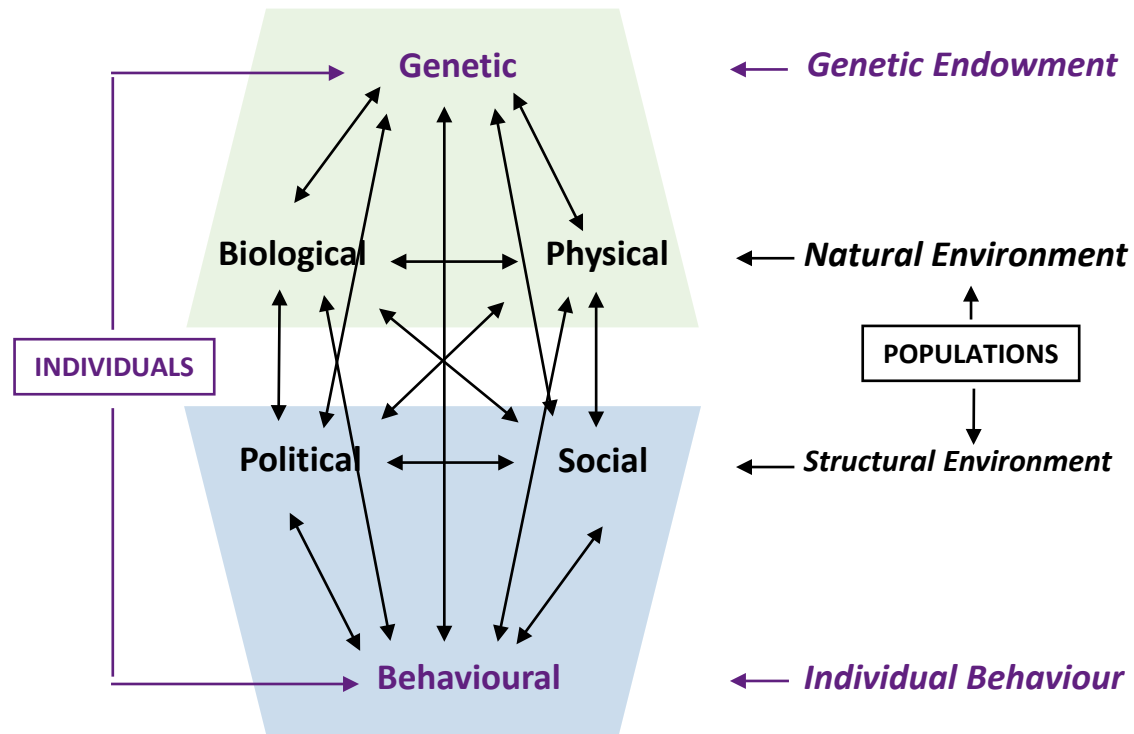 Genetic
Genetic Endowment
Biological
Physical
Natural Environment
INDIVIDUALS
POPULATIONS
Political
Social
Structural Environment
Behavioural
Individual Behaviour